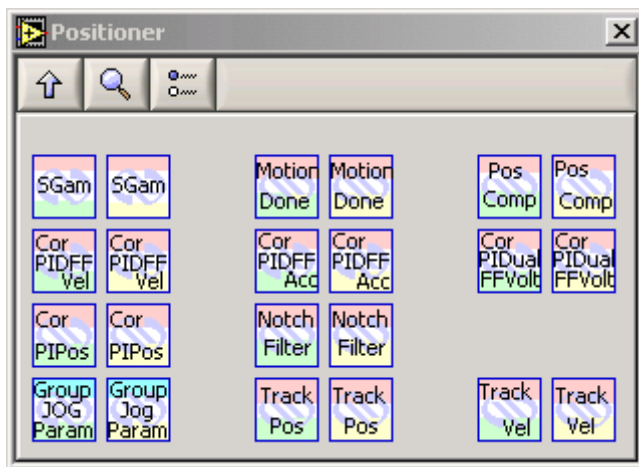 Positioner
SGam
SGam
Motion
Done
Motion
Done
Pos
Comp
Pos
Comp
Cor
PIDFF
Vel
Cor
PIDFF
Vel
Cor
PIDFF
Acc
Cor
PIDFF
Acc
Cor
PIDual
FFVolt
Cor
PIDual
FFVolt
Cor
PIPos
Cor
PIPos
Notch
Filter
Notch
Filter
Group
JOG
Param
Group
Jog
Param
Track
Pos
Track
Pos
Track
Vel
Track
Vel